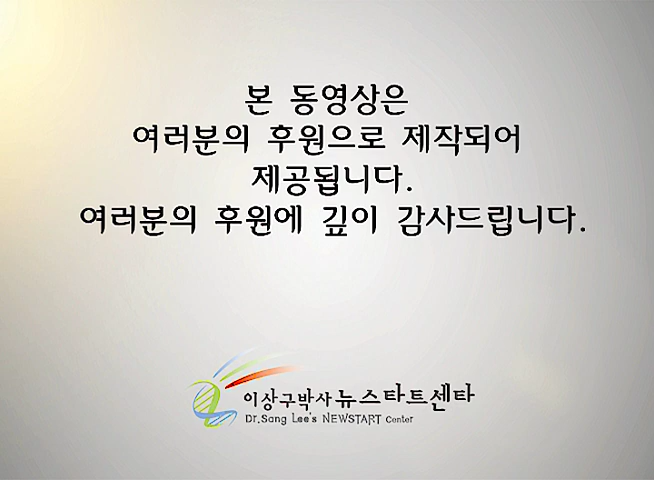 본 동영상은
여러분의 후원으로 제작되어
제공됩니다.
여러분의 후원에 깊이 감사드립니다.
이상구박사 뉴스타트센타
Dr.Sang Lee's NEWSTART Center